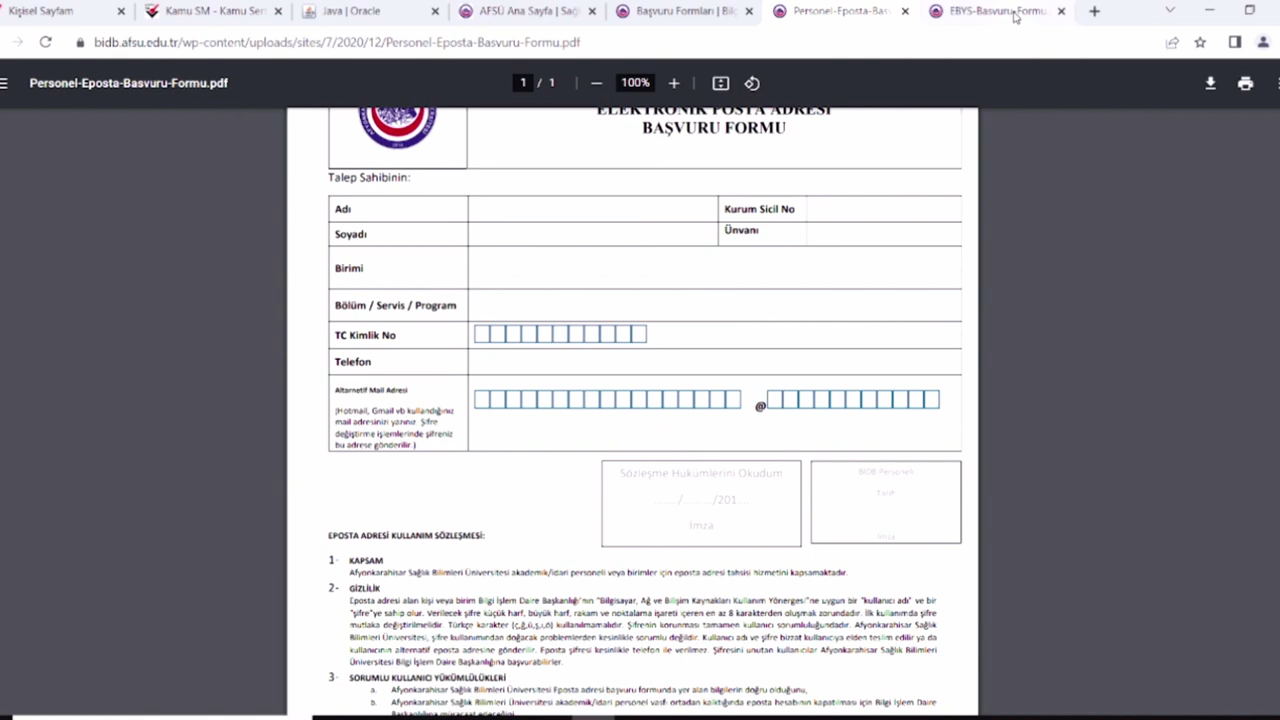 Kişisel Sayfam
Kamu SM - Kamu Ser
Java | Oracle
AFSÜ Ana Sayfa | Sağl
Başvuru Formları | Bilg
Personel-Eposta-Bas
EBYS-Basvuru-Formu
bidb.afsu.edu.tr/wp-content/uploads/sites/7/2020/12/Personel-Eposta-Basvuru-Formu.pdf
Personel-Eposta-Basvuru-Formu.pdf
1 / 1
100%
ELEKTRONİK POSTA ADRESİ
BAŞVURU FORMU
Talep Sahibinin:
Adı
Kurum Sicil No
Soyadı
Ünvanı
Birimi
Bölüm / Servis / Program
TC Kimlik No
Telefon
Altarnetif Mail Adresi
@
(Hotmail, Gmail vb kullandığınız
mail adresinizi yazınız. Şifre
değiştirme işlemlerinde şifreniz
bu adrese gönderilir.)
Sözleşme Hükümlerini Okudum
......./........./201....
İmza
BİDB Personeli
Tarih
İmza
EPOSTA ADRESİ KULLANIM SÖZLEŞMESİ:
1- KAPSAM
Afyonkarahisar Sağlık Bilimleri Üniversitesi akademik/idari personeli veya birimler için eposta adresi tahsisi hizmetini kapsamaktadır.
2- GİZLİLİK
Eposta adresi alan kişi veya birim Bilgi İşlem Daire Başkanlığı'nın "Bilgisayar, Ağ ve Bilişim Kaynakları Kullanım Yönergesi"ne uygun bir "kullanıcı adı" ve bir
"şifre"ye sahip olur. Verilecek şifre küçük harf, büyük harf, rakam ve noktalama işareti içeren en az 8 karakterden oluşmak zorundadır. İlk kullanımda şifre
mutlaka değiştirilmelidir. Türkçe karakter (ç,ğ,ü,ş,ı,ö) kullanılmamalıdır. Şifrenin korunması tamamen kullanıcı sorumluluğundadır. Afyonkarahisar Sağlık
Bilimleri Üniversitesi, şifre kullanımından doğacak problemlerden kesinlikle sorumlu değildir. Kullanıcı adı ve şifre bizzat kullanıcıya elden teslim edilir ya da
kullanıcının alternatif eposta adresine gönderilir. Eposta şifresi kesinlikle telefon ile verilmez. Şifresini unutan kullanıcılar Afyonkarahisar Sağlık Bilimleri
Üniversitesi Bilgi İşlem Daire Başkanlığına başvurabilirler.
3- SORUMLU KULLANICI YÜKÜMLÜLÜKLERİ
a. Afyonkarahisar Sağlık Bilimleri Üniversitesi Eposta adresi başvuru formunda yer alan bilgilerin doğru olduğunu,
b. Afyonkarahisar Sağlık Bilimleri Üniversitesi akademik/idari personel vasfı ortadan kalktığında eposta hesabının kapatılması için Bilgi İşlem Daire
Başkanlığına müracaat edeceğini